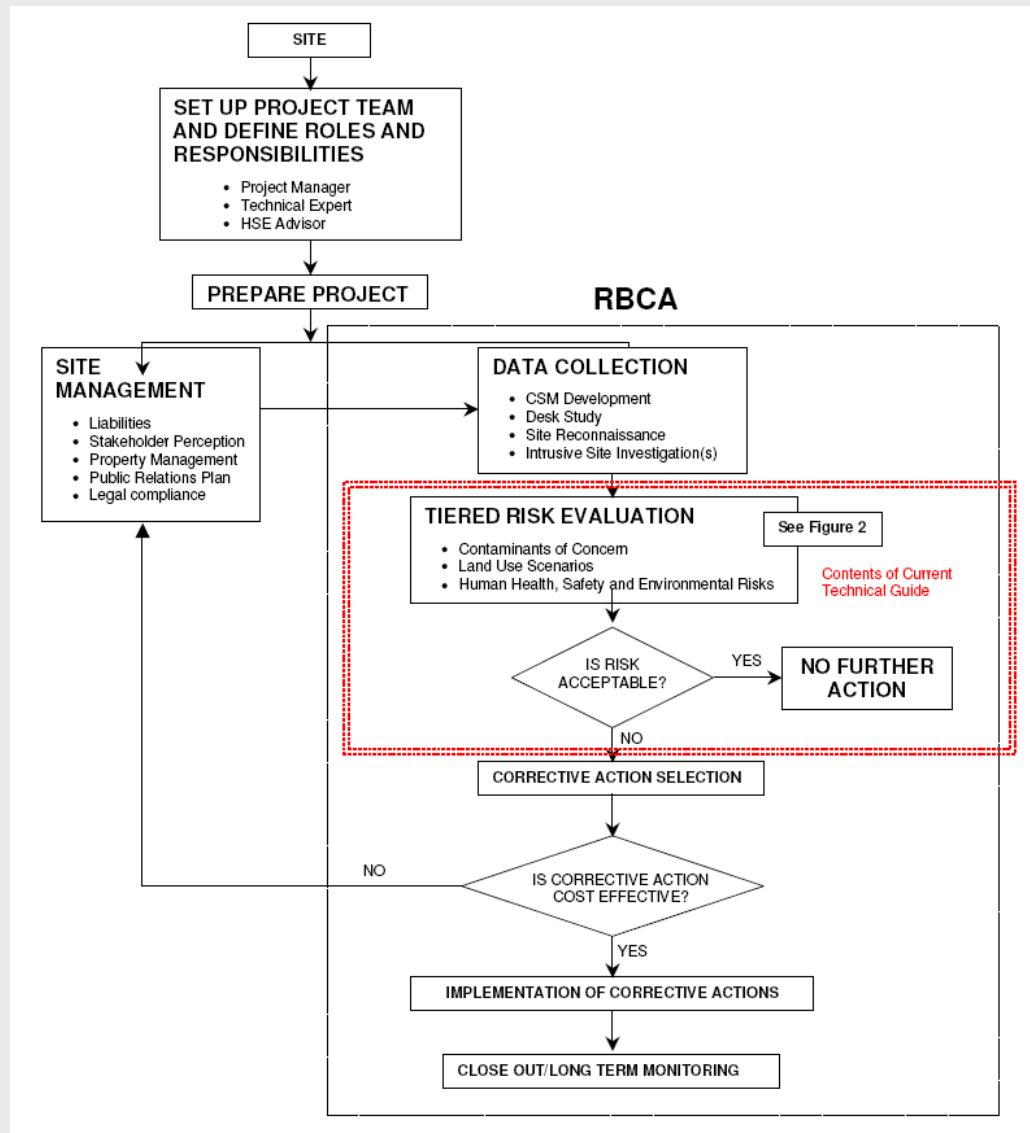 SITE
SET UP PROJECT TEAM
AND DEFINE ROLES AND
RESPONSIBILITIES
• Project Manager
• Technical Expert
• HSE Advisor
PREPARE PROJECT
RBCA
SITE
MANAGEMENT
• Liabilities
• Stakeholder Perception
• Property Management
• Public Relations Plan
• Legal compliance
DATA COLLECTION
• CSM Development
• Desk Study
• Site Reconnaissance
• Intrusive Site Investigation(s)
TIERED RISK EVALUATION
• Contaminants of Concern
• Land Use Scenarios
• Human Health, Safety and Environmental Risks
See Figure 2
Contents of Current
Technical Guide
IS RISK
ACCEPTABLE?
YES
NO FURTHER
ACTION
NO
CORRECTIVE ACTION SELECTION
NO
IS CORRECTIVE ACTION
COST EFFECTIVE?
YES
IMPLEMENTATION OF CORRECTIVE ACTIONS
CLOSE OUT/LONG TERM MONITORING